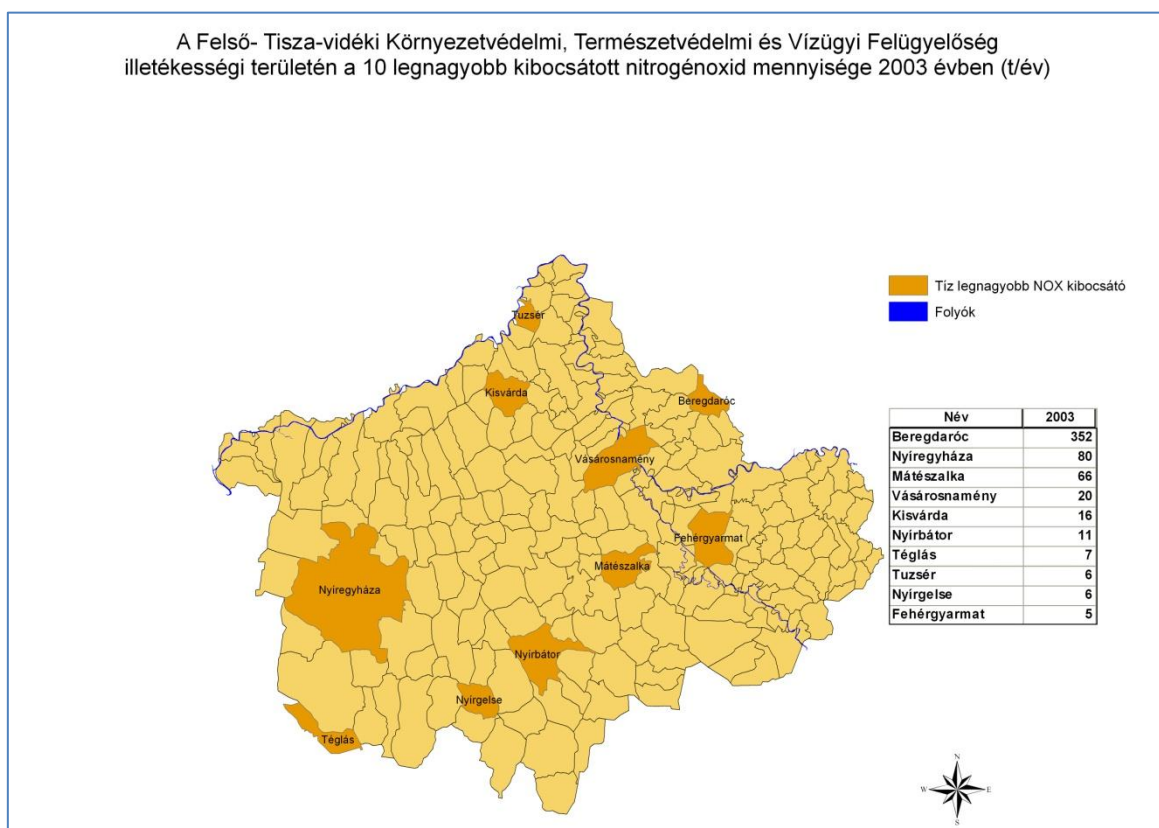 A Felső- Tisza-vidéki Környezetvédelmi, Természetvédelmi és Vízügyi Felügyelőség
illetékességi területén a 10 legnagyobb kibocsátott nitrogénoxid mennyisége 2003 évben (t/év)
Tuzsér
Kisvárda
Beregdaróc
Vásárosnamény
Fehérgyarmat
Mátészalka
Nyíregyháza
Nyírbátor
Nyírgelse
Téglás
Tíz legnagyobb NOX kibocsátó
Folyók
Név 2003
Beregdaróc 352
Nyíregyháza 80
Mátészalka 66
Vásárosnamény 20
Kisvárda 16
Nyírbátor 11
Téglás 7
Tuzsér 6
Nyírgelse 6
Fehérgyarmat 5
N
W E
S